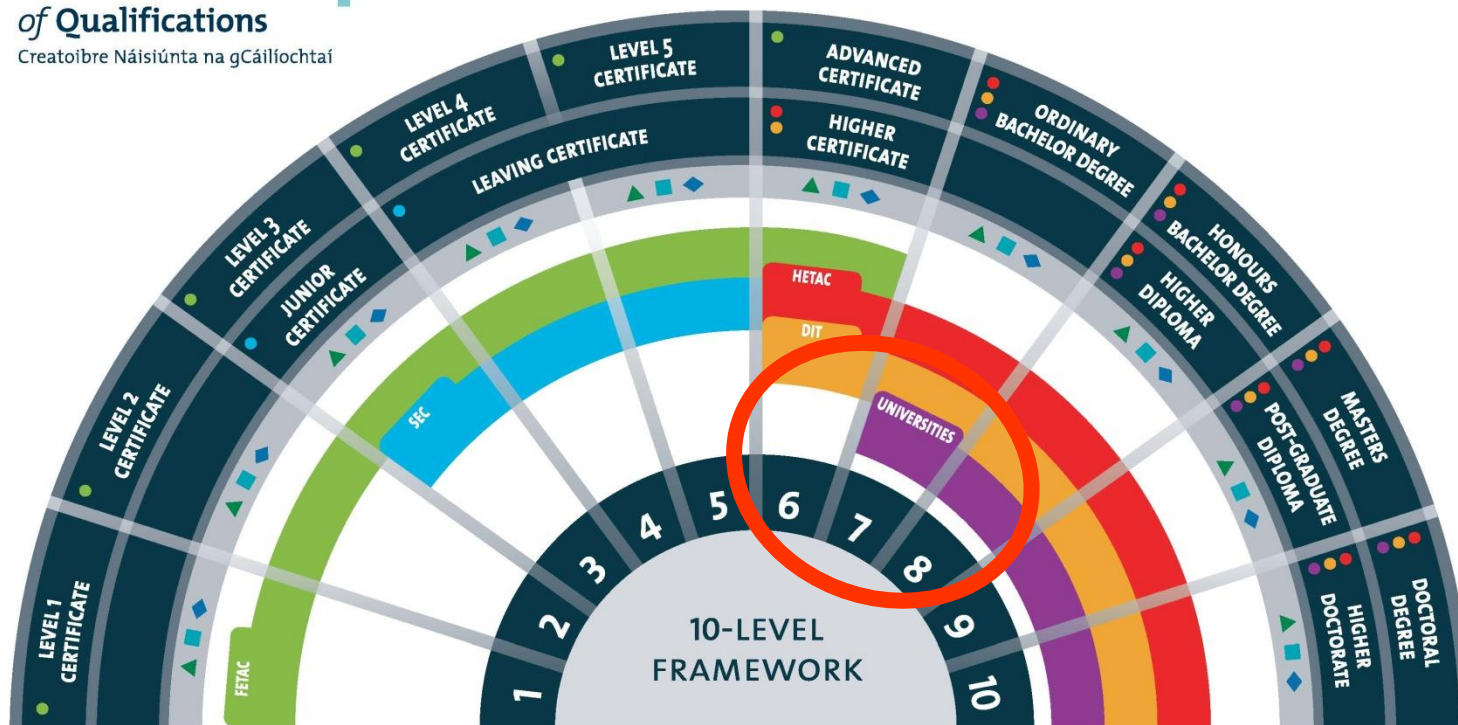 of Qualifications
Creatoibre Náisiúnta na gCáilíochtaí
LEVEL 1
CERTIFICATE
LEVEL 2
CERTIFICATE
LEVEL 3
CERTIFICATE
LEVEL 4
CERTIFICATE
LEVEL 5
CERTIFICATE
ADVANCED
CERTIFICATE
ORDINARY
BACHELOR DEGREE
HONOURS
BACHELOR DEGREE
MASTERS
DEGREE
DOCTORAL
DEGREE
JUNIOR
CERTIFICATE
LEAVING CERTIFICATE
HIGHER
CERTIFICATE
HIGHER
DIPLOMA
POST-GRADUATE
DIPLOMA
HIGHER
DOCTORATE
FETAC
SEC
HETAC
DIT
UNIVERSITIES
1
2
3
4
5
6
7
8
9
10
10-LEVEL
FRAMEWORK